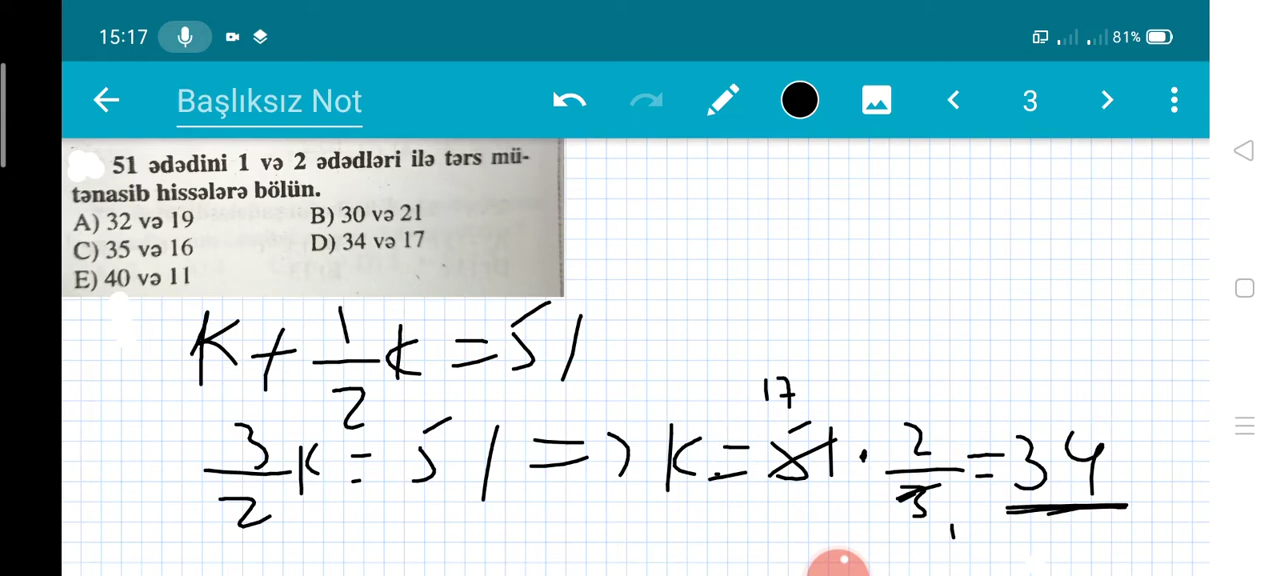 15:17 81%
Başlıksız Not 3
51 ədədini 1 və 2 ədədləri ilə tərs mü-
tənasib hissələrə bölün.
A) 32 və 19 B) 30 və 21
C) 35 və 16 D) 34 və 17
E) 40 və 11
K + 1/2 k = 51
3/2 k = 51 => k = 51 · 2/3 = 34
17
1